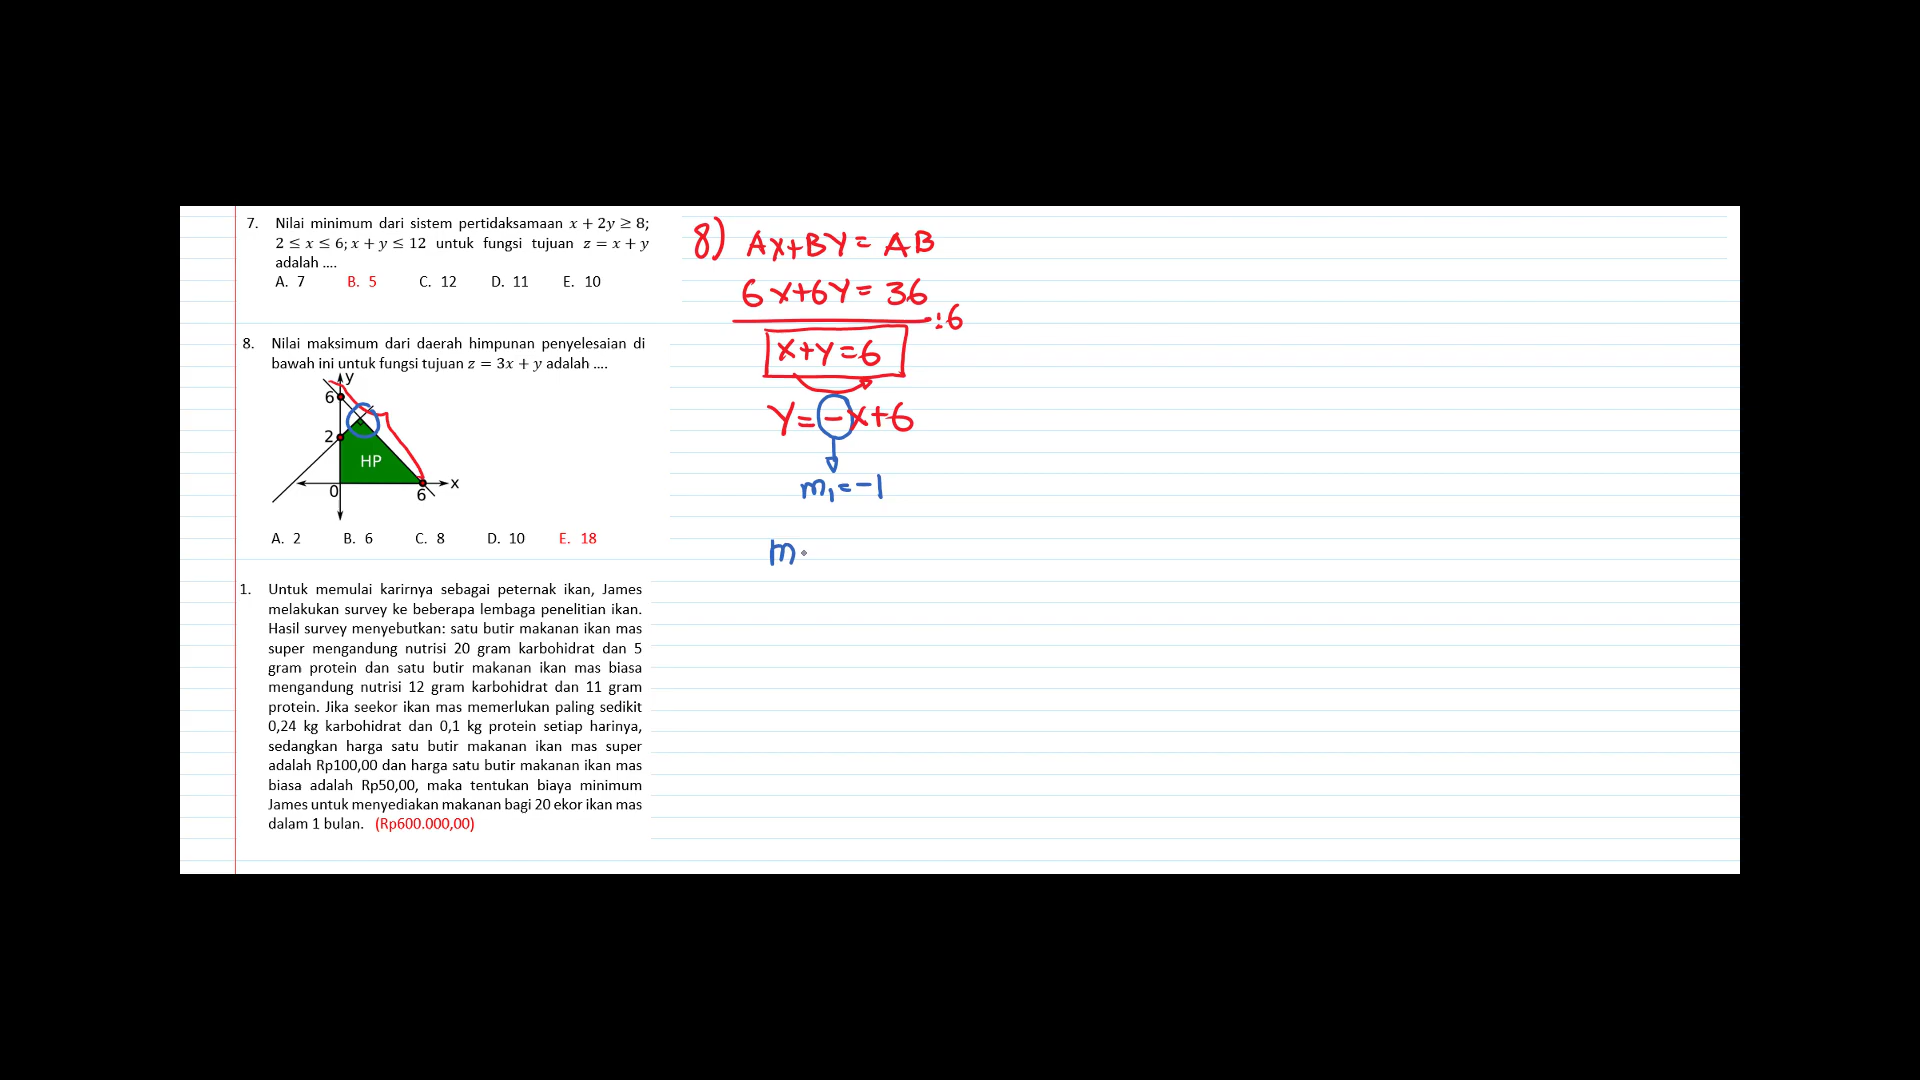 7. Nilai minimum dari sistem pertidaksamaan x + 2y ≥ 8;
2 ≤ x ≤ 6; x + y ≤ 12 untuk fungsi tujuan z = x + y
adalah ....
A. 7 B. 5 C. 12 D. 11 E. 10
8. Nilai maksimum dari daerah himpunan penyelesaian di
bawah ini untuk fungsi tujuan z = 3x + y adalah ....
y
6
2
HP
0
6
x
A. 2 B. 6 C. 8 D. 10 E. 18
1. Untuk memulai karirnya sebagai peternak ikan, James
melakukan survey ke beberapa lembaga penelitian ikan.
Hasil survey menyebutkan: satu butir makanan ikan mas
super mengandung nutrisi 20 gram karbohidrat dan 5
gram protein dan satu butir makanan ikan mas biasa
mengandung nutrisi 12 gram karbohidrat dan 11 gram
protein. Jika seekor ikan mas memerlukan paling sedikit
0,24 kg karbohidrat dan 0,1 kg protein setiap harinya,
sedangkan harga satu butir makanan ikan mas super
adalah Rp100,00 dan harga satu butir makanan ikan mas
biasa adalah Rp50,00, maka tentukan biaya minimum
James untuk menyediakan makanan bagi 20 ekor ikan mas
dalam 1 bulan. (Rp600.000,00)
8) AX+BY = AB
6X+6Y = 36
:6
X+Y=6
Y=-X+6
m₁=-1
m